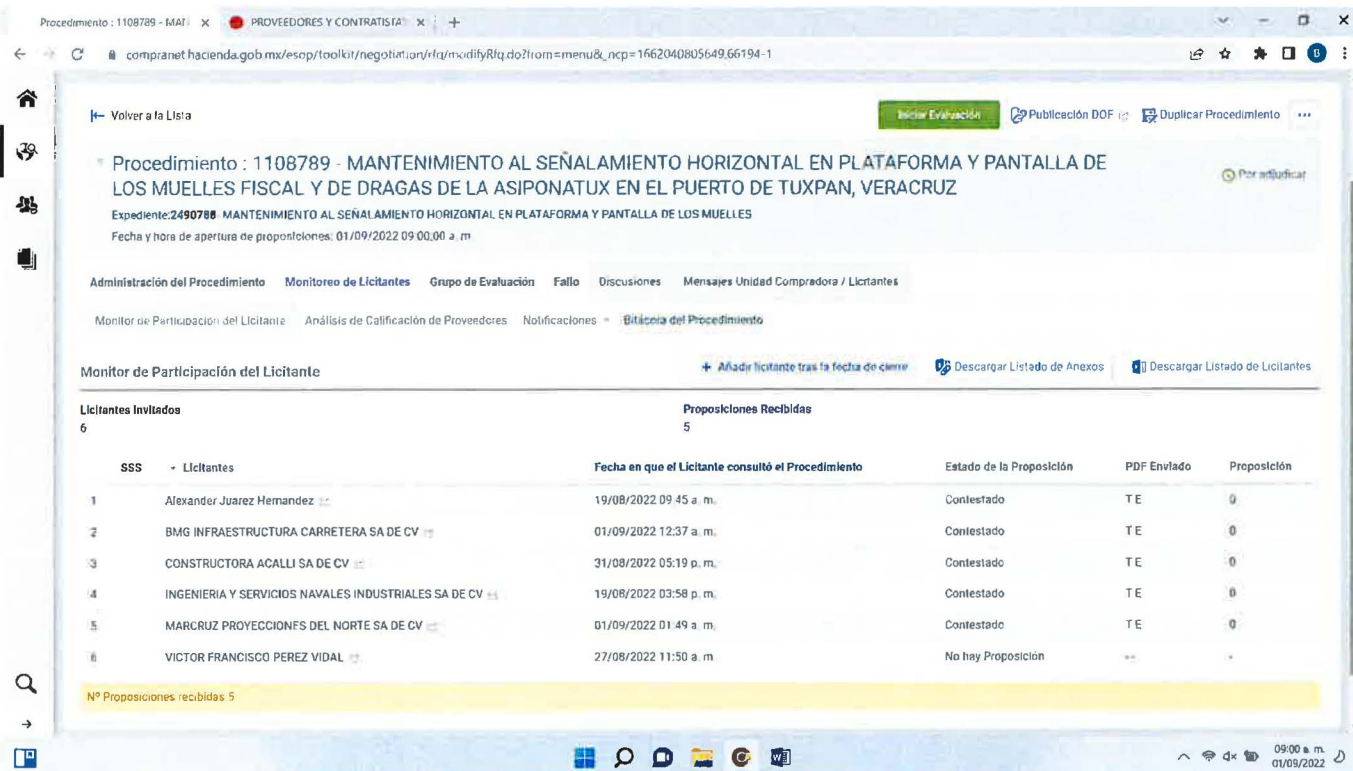 Procedimiento : 1108789 - MAN
PROVEEDORES Y CONTRATISTA
compranet.hacienda.gob.mx/esop/toolkit/negotiation/rfq/modifyRfq.do?from=menu&_ncp=1662040805649.66194-1
Volver a la Lista
Iniciar Evaluación
Publicación DOF
Duplicar Procedimiento
...
Procedimiento : 1108789 - MANTENIMIENTO AL SEÑALAMIENTO HORIZONTAL EN PLATAFORMA Y PANTALLA DE
LOS MUELLES FISCAL Y DE DRAGAS DE LA ASIPONATUX EN EL PUERTO DE TUXPAN, VERACRUZ
Por adjudicar
Expediente:2490788- MANTENIMIENTO AL SEÑALAMIENTO HORIZONTAL EN PLATAFORMA Y PANTALLA DE LOS MUELLES
Fecha y hora de apertura de proposiciones: 01/09/2022 09:00:00 a. m
Administración del Procedimiento Monitoreo de Licitantes Grupo de Evaluación Fallo Discusiones Mensajes Unidad Compradora / Licitantes
Monitor de Participación del Licitante Análisis de Calificación de Proveedores Notificaciones Bitácora del Procedimiento
Monitor de Participación del Licitante
+ Añadir licitante tras la fecha de cierre
Descargar Listado de Anexos
Descargar Listado de Licitantes
Licitantes Invitados
6
Proposiciones Recibidas
5
SSS Licitantes Fecha en que el Licitante consultó el Procedimiento Estado de la Proposición PDF Enviado Proposición
1 Alexander Juarez Hernandez 19/08/2022 09:45 a. m. Contestado T E 0
2 BMG INFRAESTRUCTURA CARRETERA SA DE CV 01/09/2022 12:37 a. m. Contestado T E 0
3 CONSTRUCTORA ACALLI SA DE CV 31/08/2022 05:19 p. m. Contestado T E 0
4 INGENIERIA Y SERVICIOS NAVALES INDUSTRIALES SA DE CV 19/08/2022 03:58 p. m. Contestado T E 0
5 MARCRUZ PROYECCIONES DEL NORTE SA DE CV 01/09/2022 01:49 a. m. Contestado T E 0
6 VICTOR FRANCISCO PEREZ VIDAL 27/08/2022 11:50 a. m No hay Proposición -- -
Nº Proposiciones recibidas 5
09:00 a. m.
01/09/2022